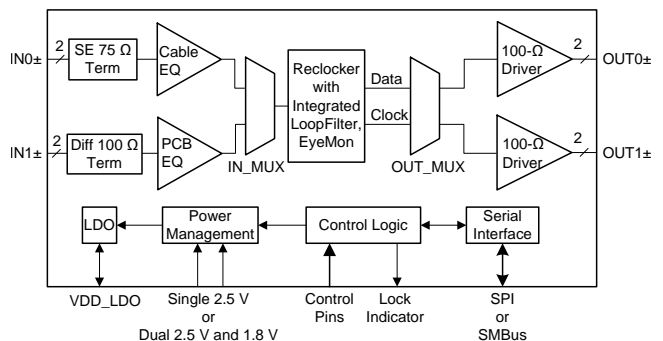 IN0±
2
SE 75 Ω
Term
Cable
EQ
Reclocker
with
Integrated
LoopFilter,
EyeMon
Data
Clock
100-Ω
Driver
2
OUT0±
IN1±
2
Diff 100 Ω
Term
PCB
EQ
IN_MUX
OUT_MUX
100-Ω
Driver
2
OUT1±
LDO
Power
Management
Control Logic
Serial
Interface
VDD_LDO
Single 2.5 V
or
Dual 2.5 V and 1.8 V
Control
Pins
Lock
Indicator
SPI
or
SMBus